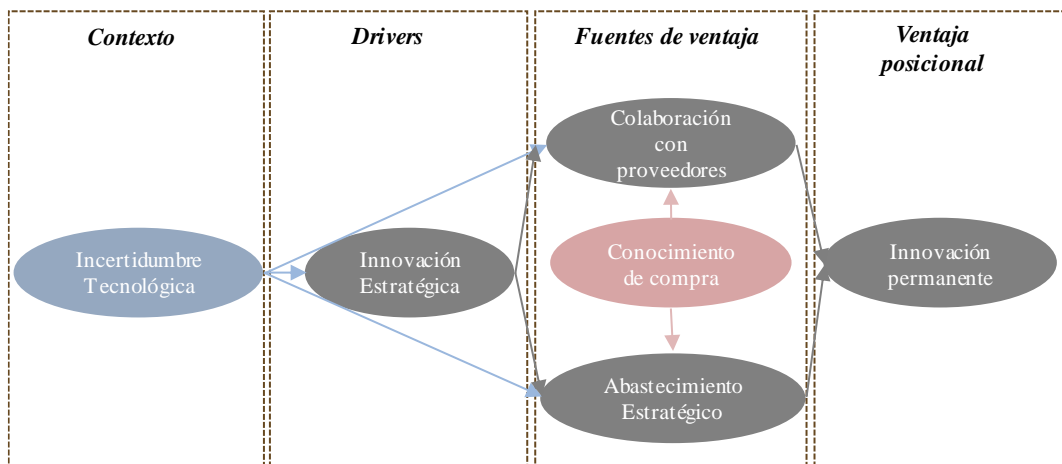 Contexto
Drivers
Fuentes de ventaja
Ventaja
posicional
Incertidumbre
Tecnológica
Innovación
Estratégica
Colaboración
con
proveedores
Conocimiento
de compra
Abastecimiento
Estratégico
Innovación
permanente